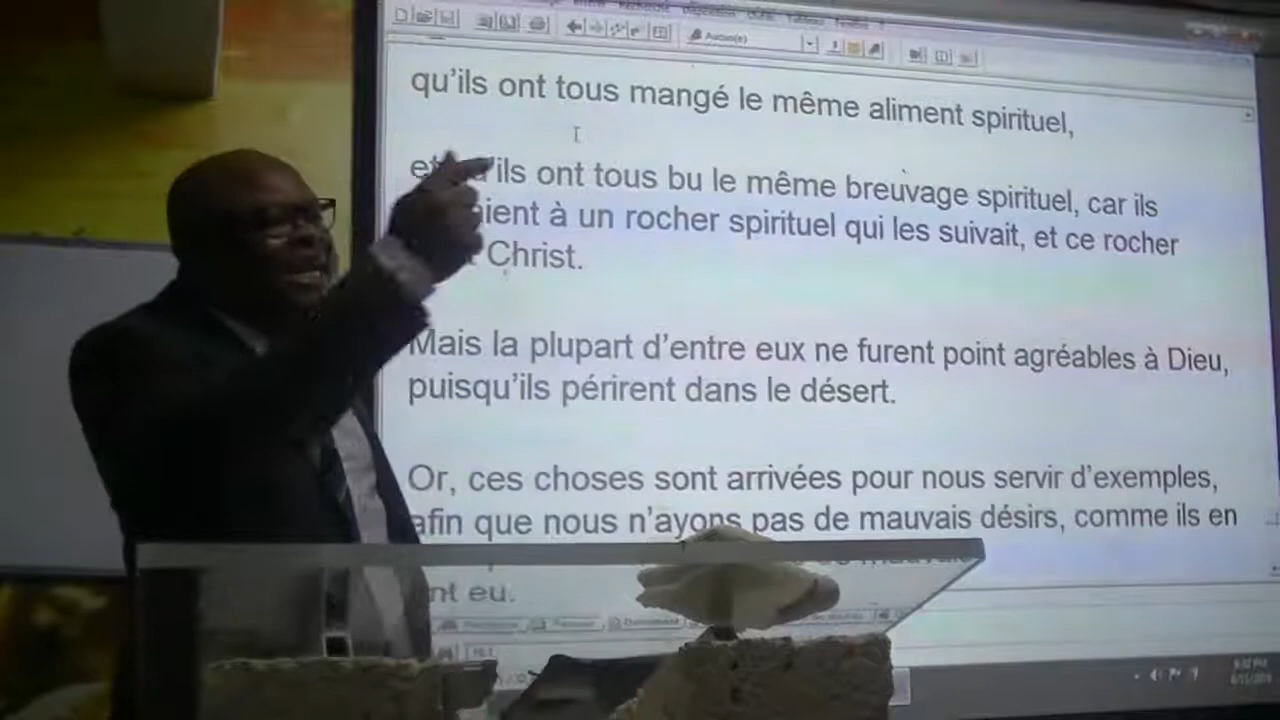 Aucun(e)
qu'ils ont tous mangé le même aliment spirituel,
ils ont tous bu le même breuvage spirituel, car ils
à un rocher spirituel qui les suivait, et ce rocher
Christ.
Mais la plupart d'entre eux ne furent point agréables à Dieu,
puisqu'ils périrent dans le désert.
Or, ces choses sont arrivées pour nous servir d'exemples,
afin que nous n'ayons pas de mauvais désirs, comme ils en
eu.